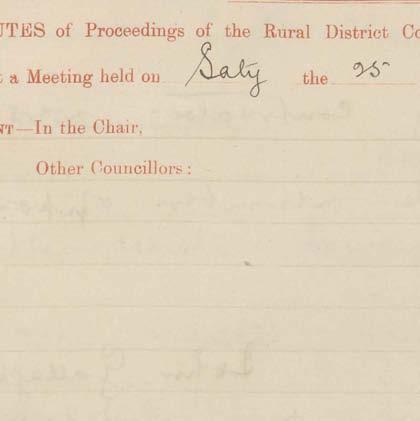 UTES of Proceedings of the Rural District Co
t a Meeting held on Saty the 25
NT—In the Chair,
Other Councillors: